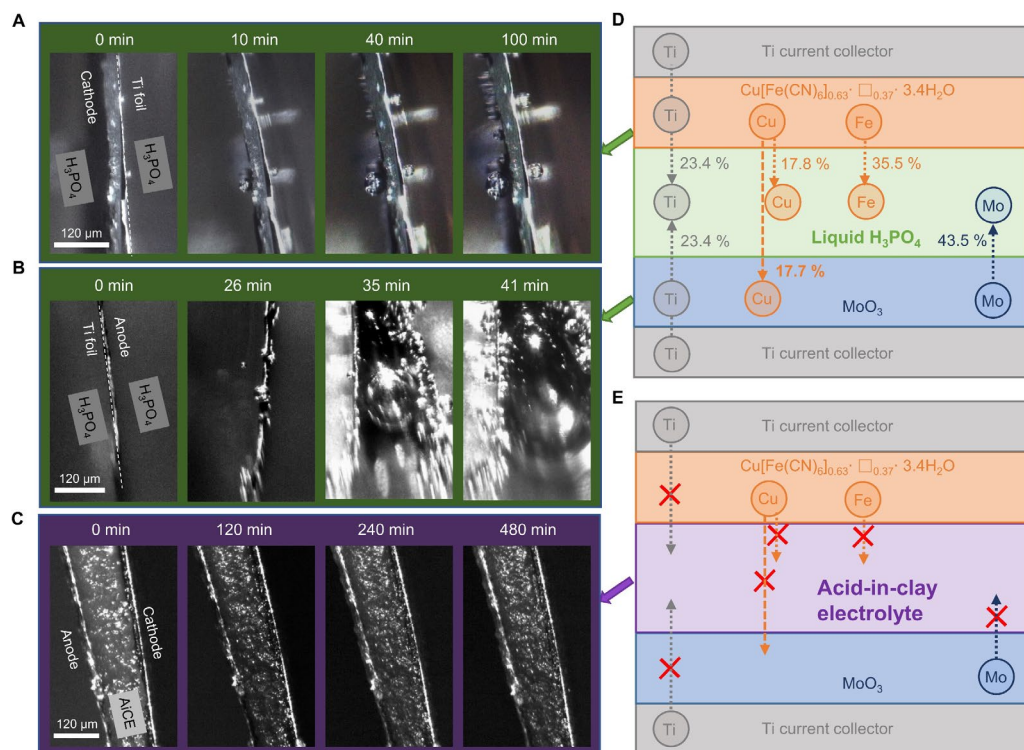 A
0 min
10 min
40 min
100 min
Cathode
Ti foil
H₃PO₄
H₃PO₄
120 µm
B
0 min
26 min
35 min
41 min
Ti foil
Anode
H₃PO₄
H₃PO₄
120 µm
C
0 min
120 min
240 min
480 min
Anode
Cathode
AiCE
120 µm
D
Ti
Ti current collector
Cu[Fe(CN)₆]₀.₆₃· □₀.₃₇· 3.4H₂O
Ti
Cu
Fe
23.4 %
17.8 %
35.5 %
Ti
Cu
Fe
Mo
23.4 %
Liquid H₃PO₄
43.5 %
17.7 %
Ti
Cu
MoO₃
Mo
Ti
Ti current collector
E
Ti
Ti current collector
Cu[Fe(CN)₆]₀.₆₃· □₀.₃₇· 3.4H₂O
Cu
Fe
Acid-in-clay
electrolyte
MoO₃
Mo
Ti
Ti current collector